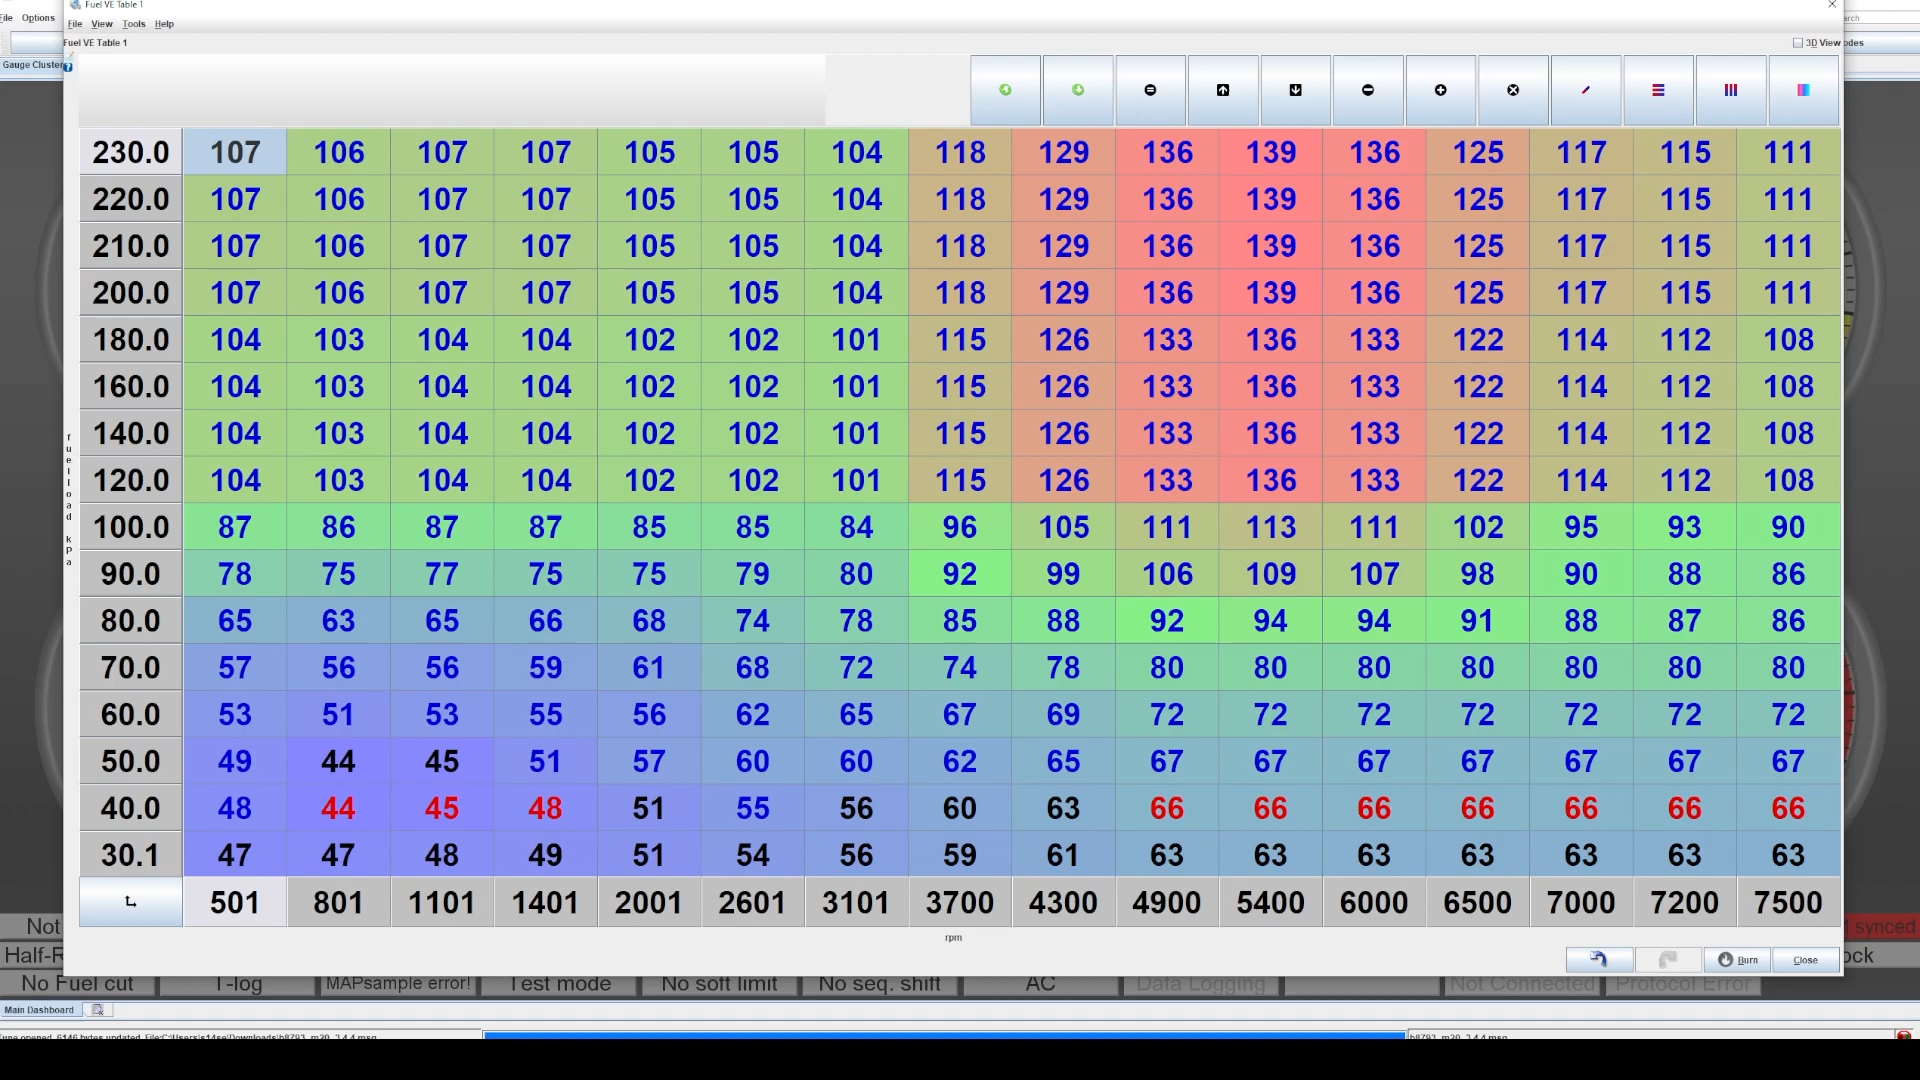 Fuel VE Table 1
File Options
File View Tools Help
Fuel VE Table 1
3D View
Gauge Cluster
230.0 107 106 107 107 105 105 104 118 129 136 139 136 125 117 115 111
220.0 107 106 107 107 105 105 104 118 129 136 139 136 125 117 115 111
210.0 107 106 107 107 105 105 104 118 129 136 139 136 125 117 115 111
200.0 107 106 107 107 105 105 104 118 129 136 139 136 125 117 115 111
180.0 104 103 104 104 102 102 101 115 126 133 136 133 122 114 112 108
160.0 104 103 104 104 102 102 101 115 126 133 136 133 122 114 112 108
140.0 104 103 104 104 102 102 101 115 126 133 136 133 122 114 112 108
120.0 104 103 104 104 102 102 101 115 126 133 136 133 122 114 112 108
100.0 87 86 87 87 85 85 84 96 105 111 113 111 102 95 93 90
90.0 78 75 77 75 75 79 80 92 99 106 109 107 98 90 88 86
80.0 65 63 65 66 68 74 78 85 88 92 94 94 91 88 87 86
70.0 57 56 56 59 61 68 72 74 78 80 80 80 80 80 80 80
60.0 53 51 53 55 56 62 65 67 69 72 72 72 72 72 72 72
50.0 49 44 45 51 57 60 60 62 65 67 67 67 67 67 67 67
40.0 48 44 45 48 51 55 56 60 63 66 66 66 66 66 66 66
30.1 47 47 48 49 51 54 56 59 61 63 63 63 63 63 63 63
501 801 1101 1401 2001 2601 3101 3700 4300 4900 5400 6000 6500 7000 7200 7500
fuelload kPa
rpm
Not
synced
Half-R
Burn Close
No Fuel cut T-log MAPsample error! Test mode No soft limit No seq. shift AC Data Logging Not Connected Protocol Error
Main Dashboard